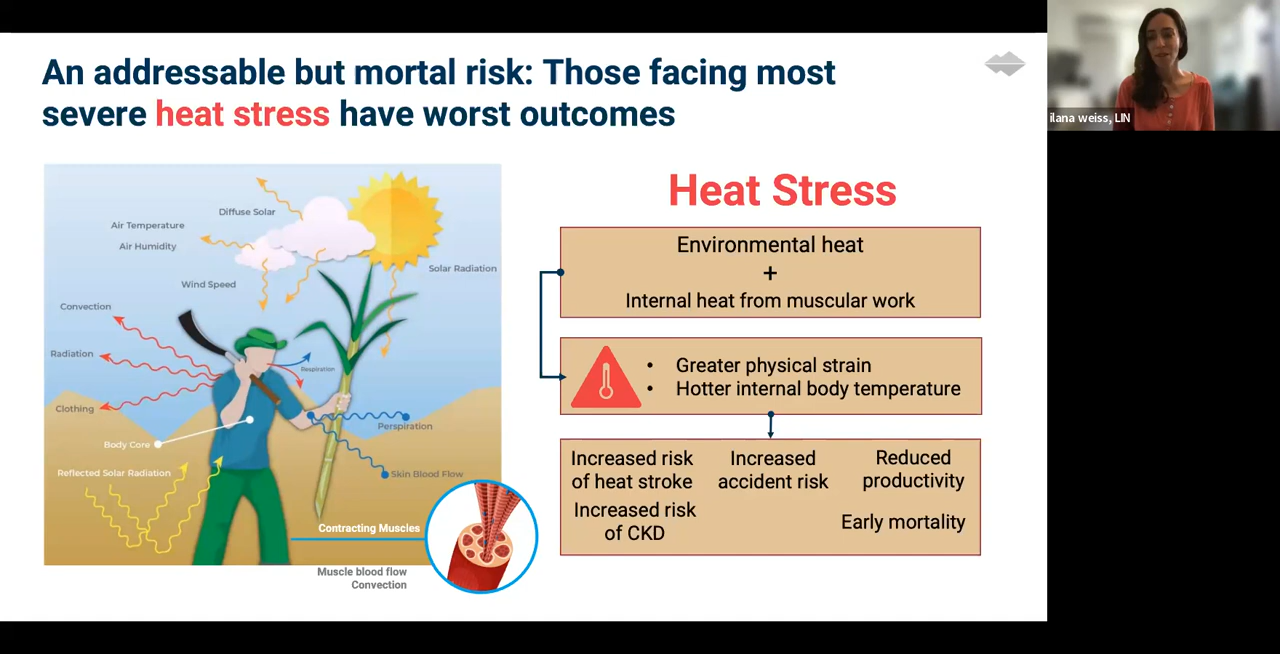 An addressable but mortal risk: Those facing most
severe heat stress have worst outcomes
ilana weiss, LIN
Diffuse Solar
Air Temperature
Air Humidity
Solar Radiation
Wind Speed
Convection
Radiation
Respiration
Clothing
Perspiration
Body Core
Reflected Solar Radiation
Skin Blood Flow
Contracting Muscles
Muscle blood flow
Convection
Heat Stress
Environmental heat
+
Internal heat from muscular work
• Greater physical strain
• Hotter internal body temperature
Increased risk
of heat stroke
Increased risk
of CKD
Increased
accident risk
Reduced
productivity
Early mortality